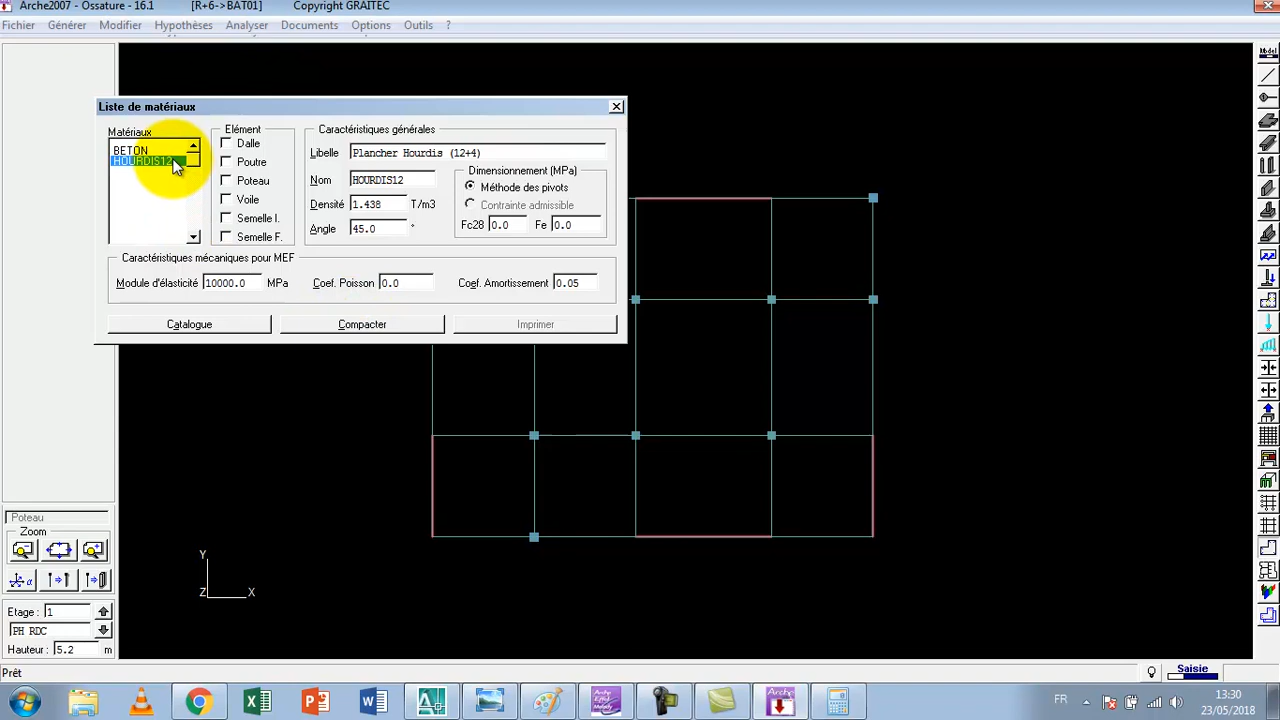 Arche2007 - Ossature - 16.1 [R+6->BAT01] Copyright GRAITEC
Fichier Générer Modifier Hypothèses Analyser Documents Options Outils ?
Liste de matériaux
Matériaux
BETON
HOURDIS12
Elément
Dalle
Poutre
Poteau
Voile
Semelle I.
Semelle F.
Caractéristiques générales
Libelle Plancher Hourdis (12+4)
Nom HOURDIS12
Densité 1.438 T/m3
Angle 45.0 °
Dimensionnement (MPa)
Méthode des pivots
Contrainte admissible
Fc28 0.0 Fe 0.0
Caractéristiques mécaniques pour MEF
Module d'élasticité 10000.0 MPa Coef. Poisson 0.0 Coef. Amortissement 0.05
Catalogue Compacter Imprimer
Model
Poteau
Zoom
Y
Z X
Etage : 1
PH RDC
Hauteur : 5.2 m
Prêt
Saisie
FR
13:30
23/05/2018